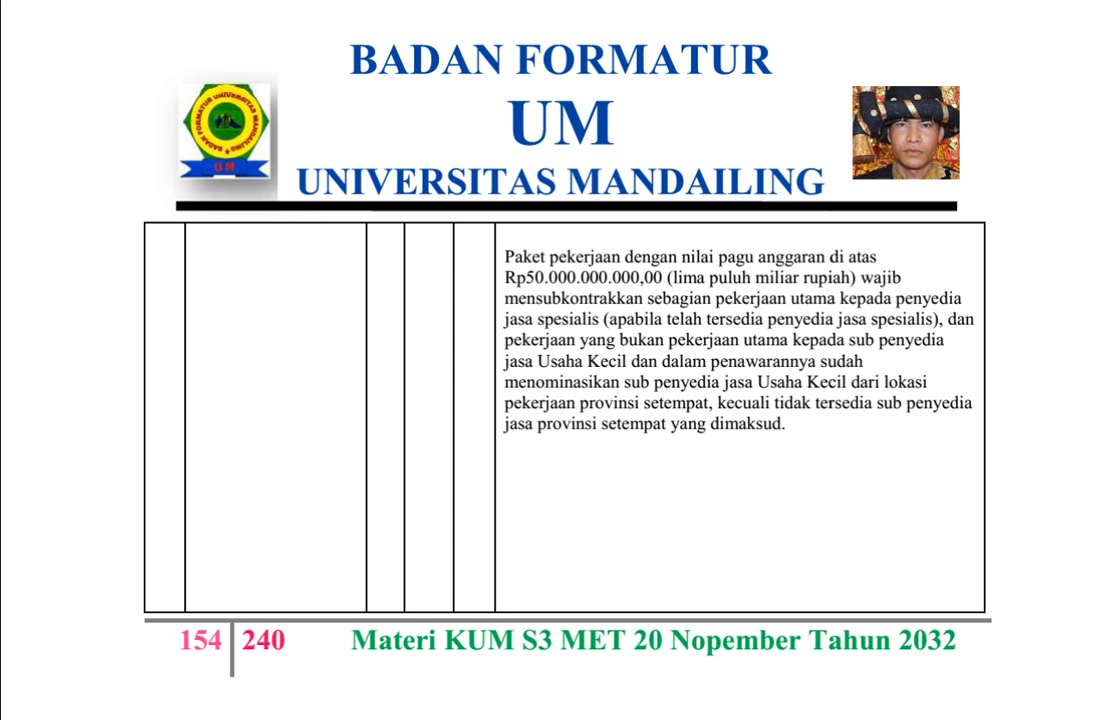 BADAN FORMATUR
UM
UNIVERSITAS MANDAILING
BADAN FORMATUR UNIVERSITAS MANDAILING
U M
Paket pekerjaan dengan nilai pagu anggaran di atas
Rp50.000.000.000,00 (lima puluh miliar rupiah) wajib
mensubkontrakkan sebagian pekerjaan utama kepada penyedia
jasa spesialis (apabila telah tersedia penyedia jasa spesialis), dan
pekerjaan yang bukan pekerjaan utama kepada sub penyedia
jasa Usaha Kecil dan dalam penawarannya sudah
menominasikan sub penyedia jasa Usaha Kecil dari lokasi
pekerjaan provinsi setempat, kecuali tidak tersedia sub penyedia
jasa provinsi setempat yang dimaksud.
154 240 Materi KUM S3 MET 20 Nopember Tahun 2032